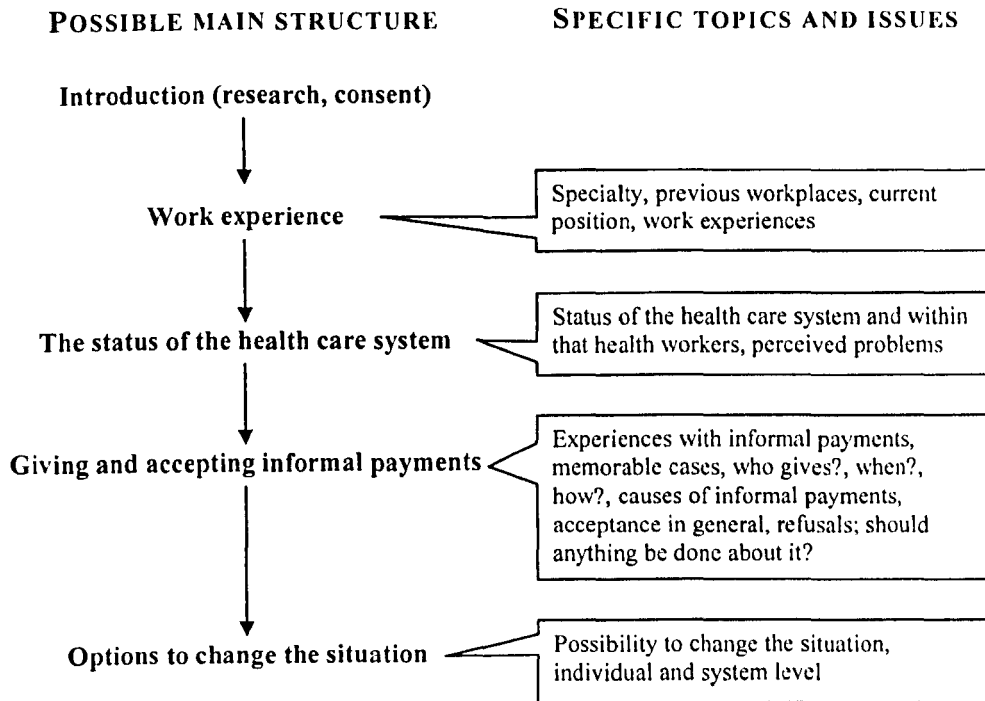 POSSIBLE MAIN STRUCTURE
SPECIFIC TOPICS AND ISSUES
Introduction (research, consent)
Work experience
Specialty, previous workplaces, current
position, work experiences
The status of the health care system
Status of the health care system and within
that health workers, perceived problems
Giving and accepting informal payments
Experiences with informal payments,
memorable cases, who gives?, when?,
how?, causes of informal payments,
acceptance in general, refusals; should
anything be done about it?
Options to change the situation
Possibility to change the situation,
individual and system level